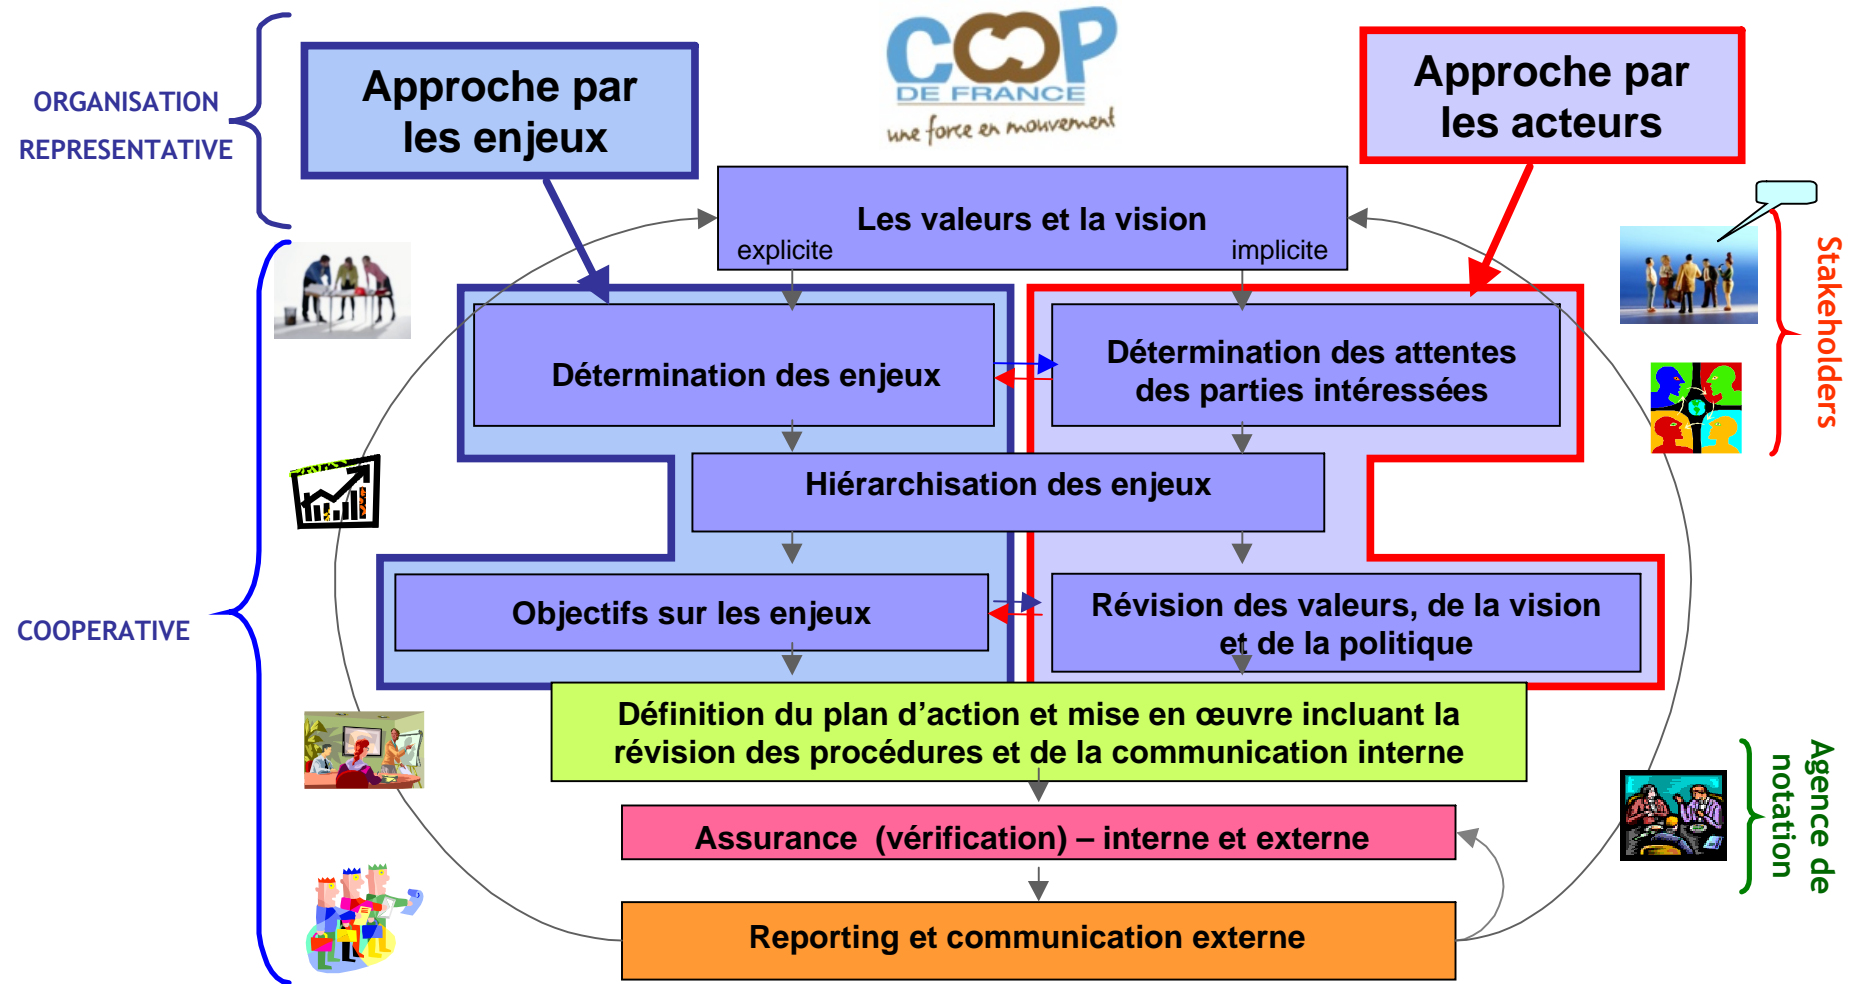 COOP
DE FRANCE
une force en mouvement
ORGANISATION
REPRESENTATIVE
Approche par
les enjeux
Approche par
les acteurs
Les valeurs et la vision
explicite
implicite
Stakeholders
Détermination des enjeux
Détermination des attentes
des parties intéressées
Hiérarchisation des enjeux
COOPERATIVE
Objectifs sur les enjeux
Révision des valeurs, de la vision
et de la politique
Définition du plan d’action et mise en œuvre incluant la
révision des procédures et de la communication interne
Agence de
notation
Assurance (vérification) – interne et externe
Reporting et communication externe